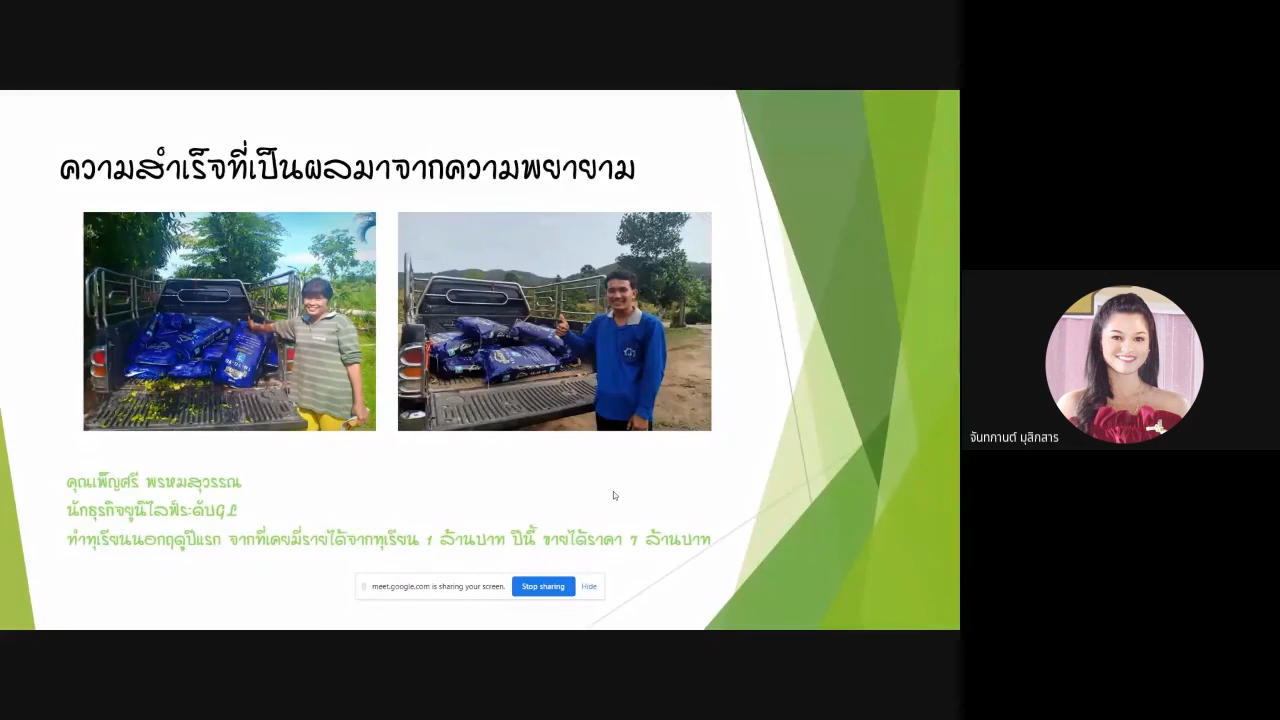 ความสำเร็จที่เป็นผลมาจากความพยายาม
คุณเพ็ญศรี พรหมสุวรรณ
นักธุรกิจยูนิไลฟ์ระดับGL
ทำทุเรียนนอกฤดูปีแรก จากที่เคยมีรายได้จากทุเรียน 1 ล้านบาท ปีนี้ ขายได้ราคา 7 ล้านบาท
meet.google.com is sharing your screen. Stop sharing Hide
จันทกานต์ มุสิกสาร